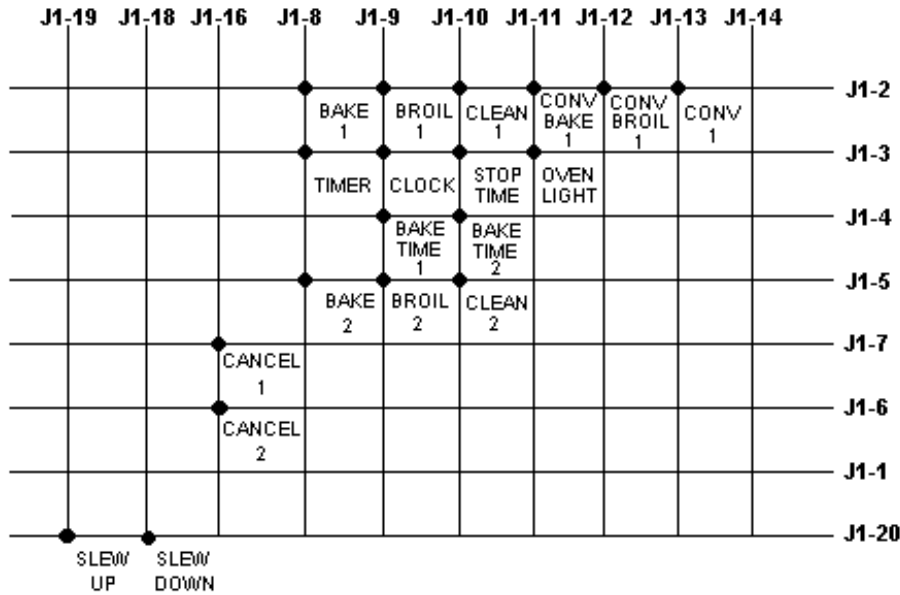 J1-19 J1-18 J1-16 J1-8 J1-9 J1-10 J1-11 J1-12 J1-13 J1-14
J1-2
BAKE
1
BROIL
1
CLEAN
1
CONV
BAKE
1
CONV
BROIL
1
CONV
1
J1-3
TIMER
CLOCK
STOP
TIME
OVEN
LIGHT
J1-4
BAKE
TIME
1
BAKE
TIME
2
J1-5
BAKE
2
BROIL
2
CLEAN
2
J1-7
CANCEL
1
J1-6
CANCEL
2
J1-1
J1-20
SLEW
UP
SLEW
DOWN